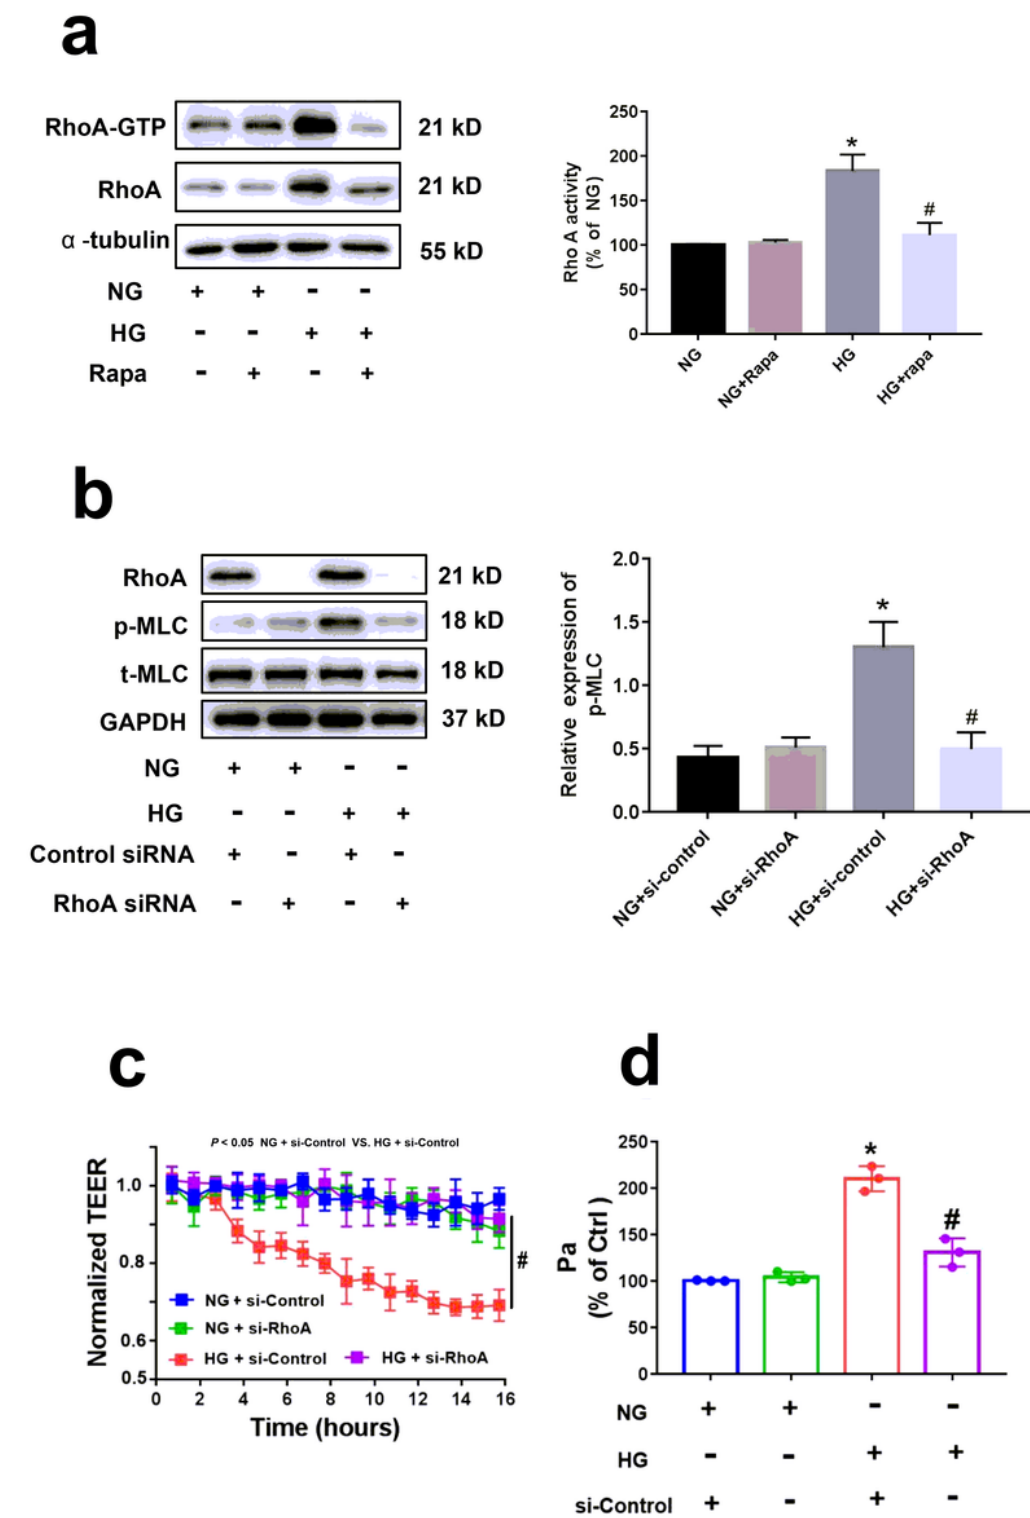 a
RhoA-GTP 21 kD
RhoA 21 kD
α -tubulin 55 kD
NG + + - -
HG - - + +
Rapa - + - +
Rho A activity
(% of NG)
250
200
150
100
50
0
*
#
NG
NG+Rapa
HG
HG+rapa
b
RhoA 21 kD
p-MLC 18 kD
t-MLC 18 kD
GAPDH 37 kD
NG + + - -
HG - - + +
Control siRNA + - + -
RhoA siRNA - + - +
Relative expression of
p-MLC
2.0
1.5
1.0
0.5
0.0
*
#
NG+si-control
NG+si-RhoA
HG+si-control
HG+si-RhoA
c
P < 0.05 NG + si-Control VS. HG + si-Control
Normalized TEER
1.0
0.8
0.6
0.5
#
NG + si-Control
NG + si-RhoA
HG + si-Control HG + si-RhoA
0 2 4 6 8 10 12 14 16
Time (hours)
d
Pa
(% of Ctrl )
250
200
150
100
50
0
*
#
NG + + - -
HG - - + +
si-Control + - + -